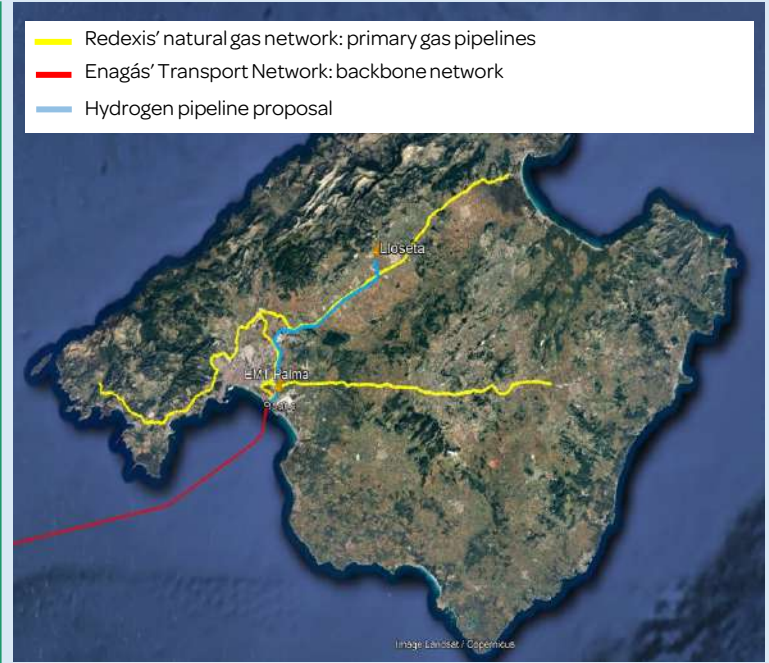 Redexis' natural gas network: primary gas pipelines
Enagás' Transport Network: backbone network
Hydrogen pipeline proposal
Lloseta
EMT Palma
Image Landsat / Copernicus